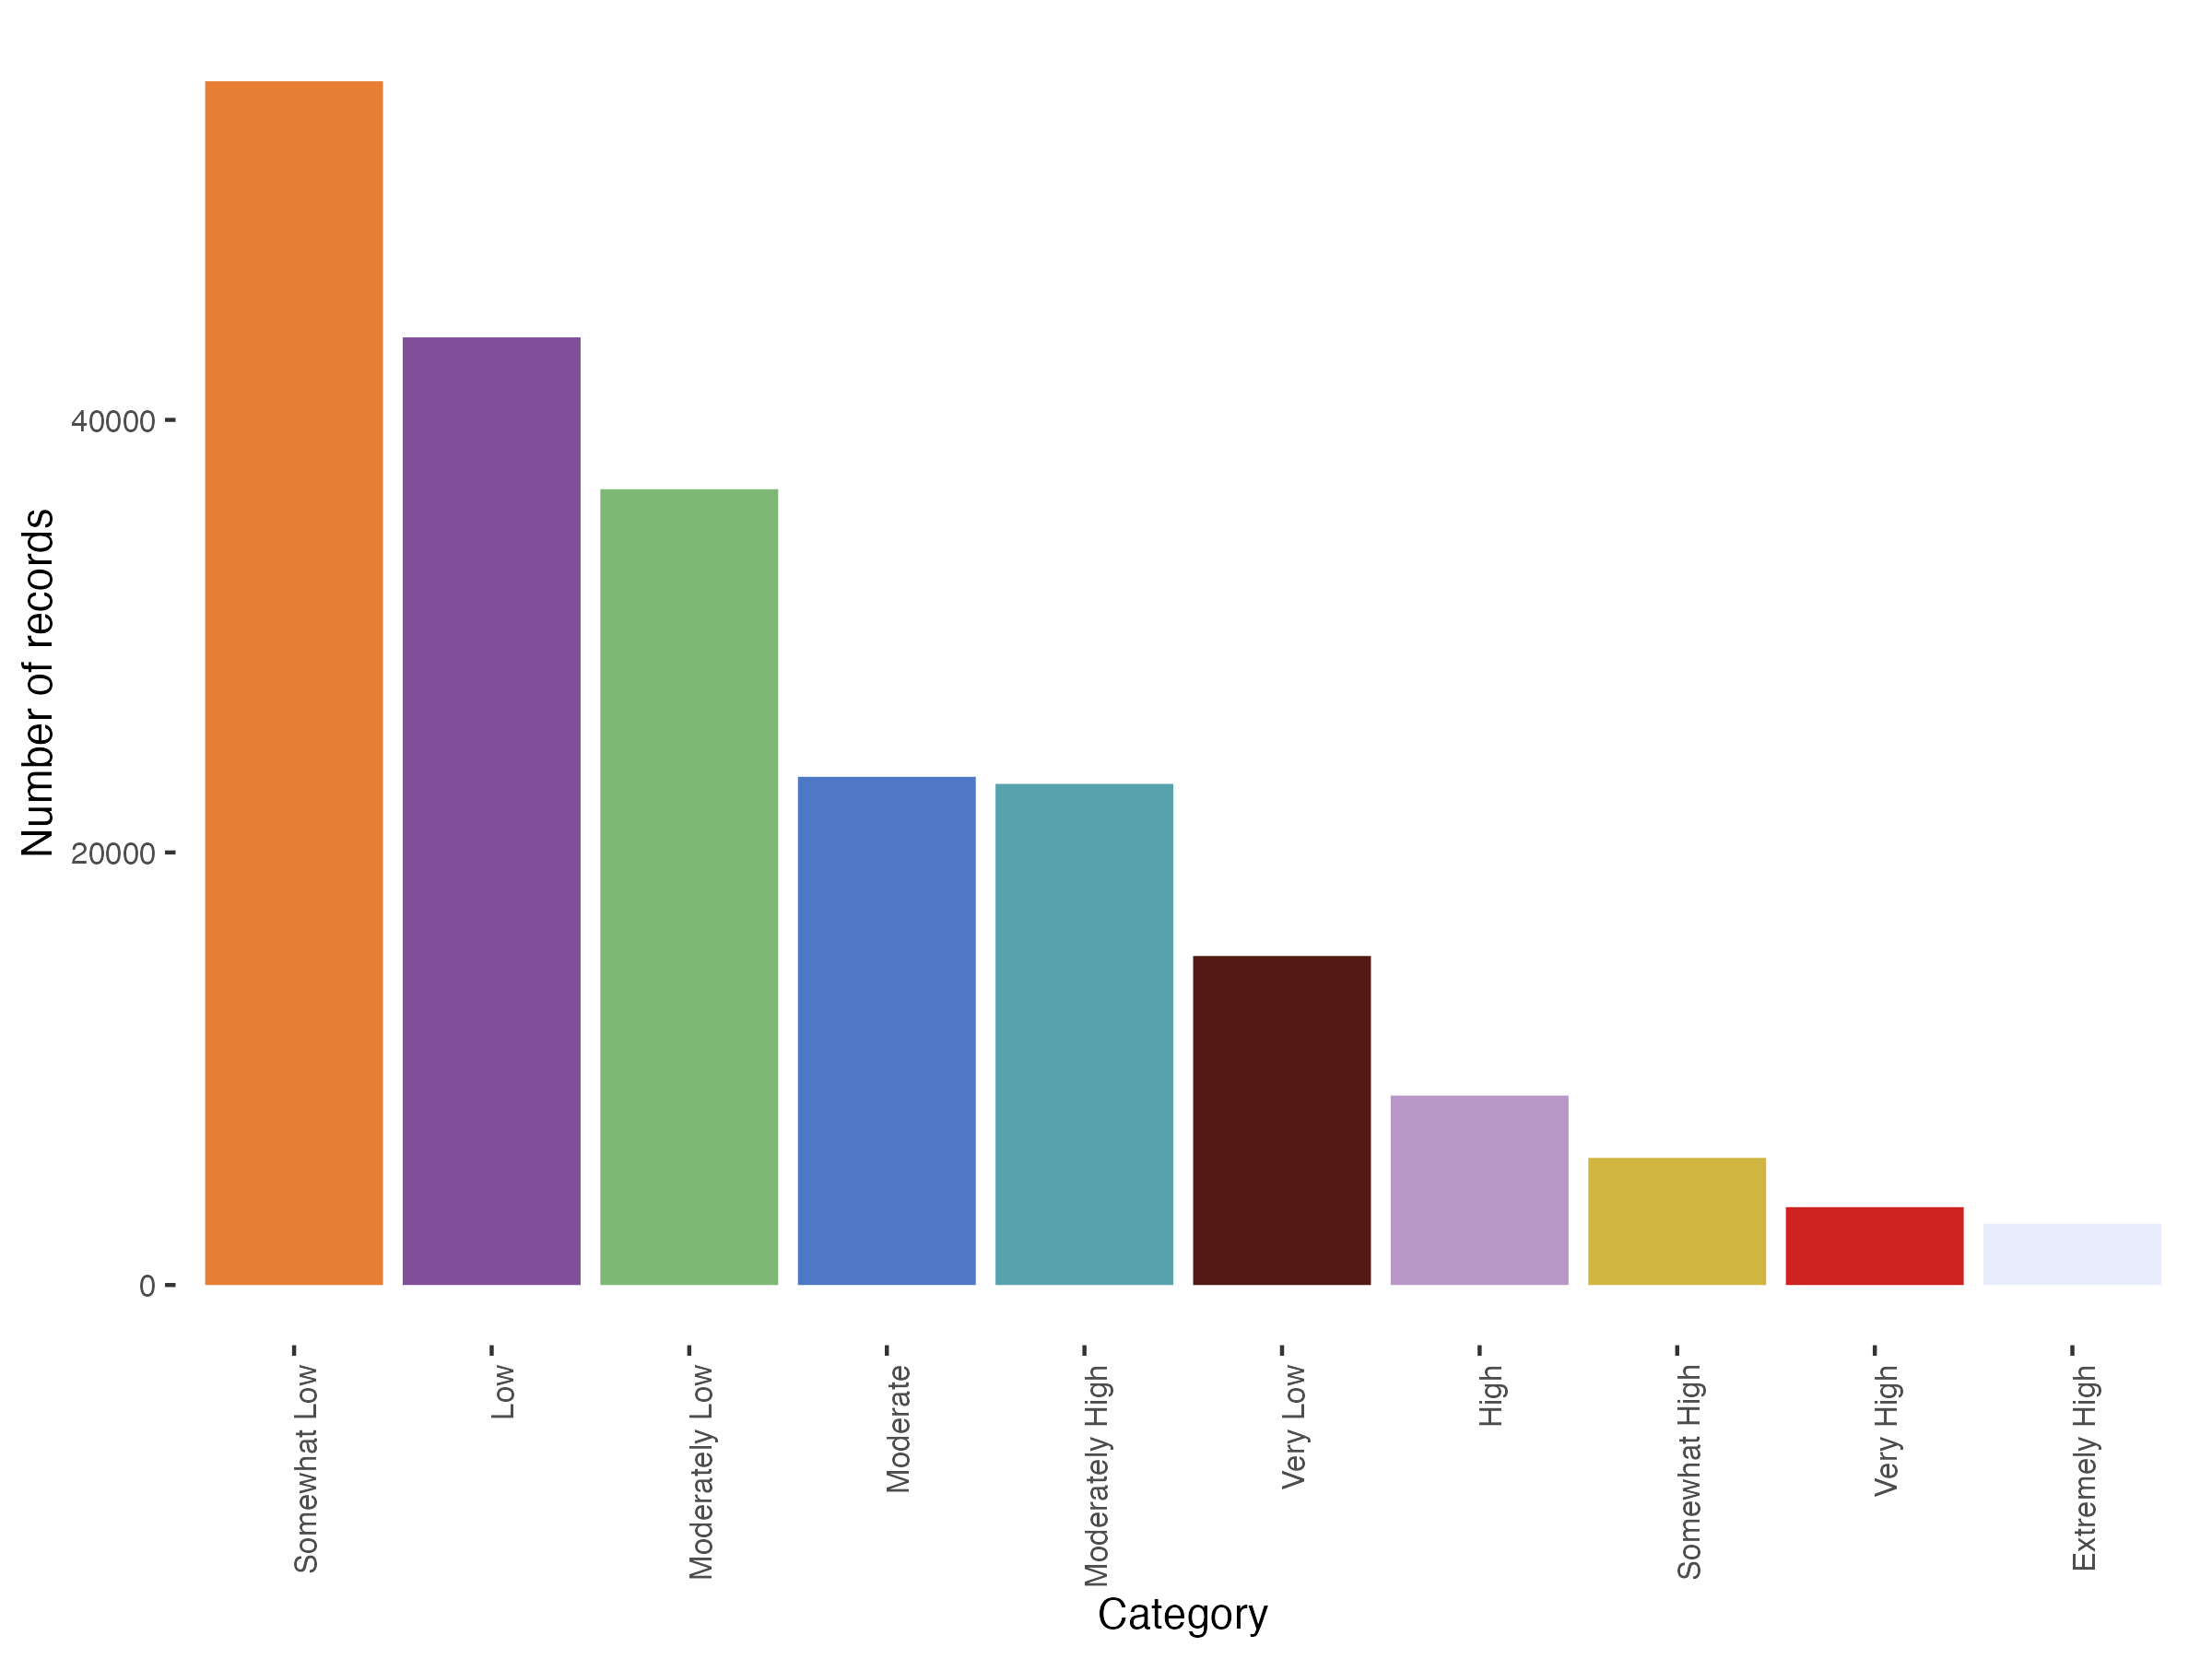 Number of records
40000
20000
0
Somewhat Low
Low
Moderately Low
Moderate
Moderately High
Very Low
High
Somewhat High
Very High
Extremely High
Category